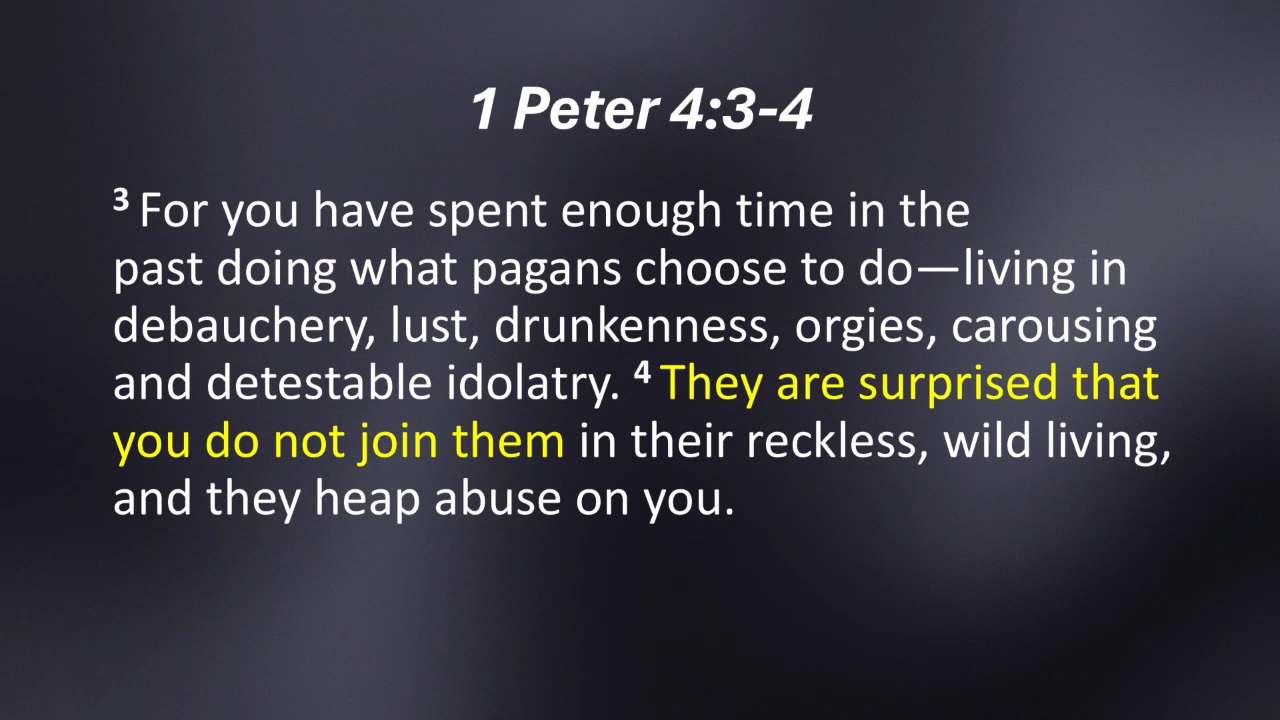 1 Peter 4:3-4
3 For you have spent enough time in the
past doing what pagans choose to do—living in
debauchery, lust, drunkenness, orgies, carousing
and detestable idolatry. 4 They are surprised that
you do not join them in their reckless, wild living,
and they heap abuse on you.